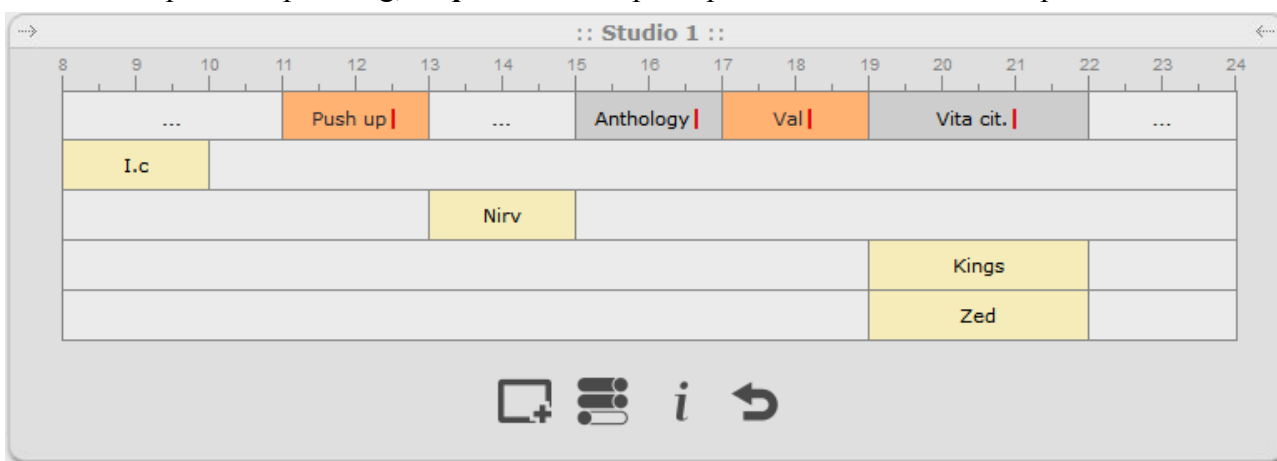 :: Studio 1 ::
8 9 10 11 12 13 14 15 16 17 18 19 20 21 22 23 24
... Push up ... Anthology Val Vita cit. ...
I.c
Nirv
Kings
Zed
i